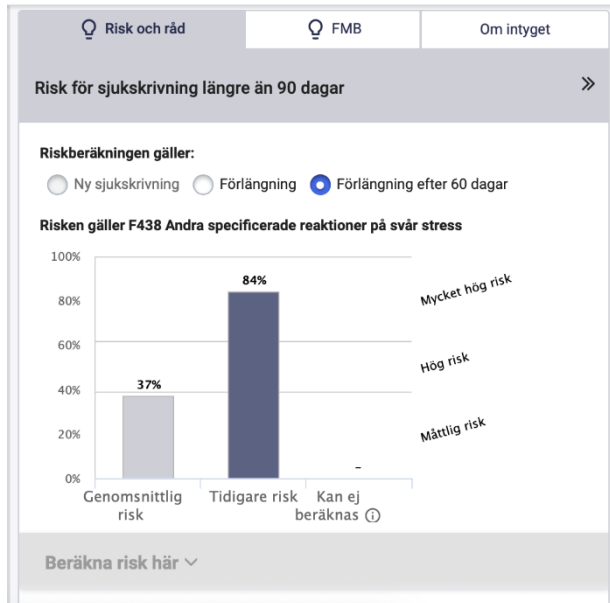 Risk och råd
FMB
Om intyget
Risk för sjukskrivning längre än 90 dagar
Riskberäkningen gäller:
Ny sjukskrivning
Förlängning
Förlängning efter 60 dagar
Risken gäller F438 Andra specificerade reaktioner på svår stress
100%
80%
60%
40%
20%
0%
37%
84%
–
Mycket hög risk
Hög risk
Måttlig risk
Genomsnittlig
risk
Tidigare risk
Kan ej
beräknas
Beräkna risk här